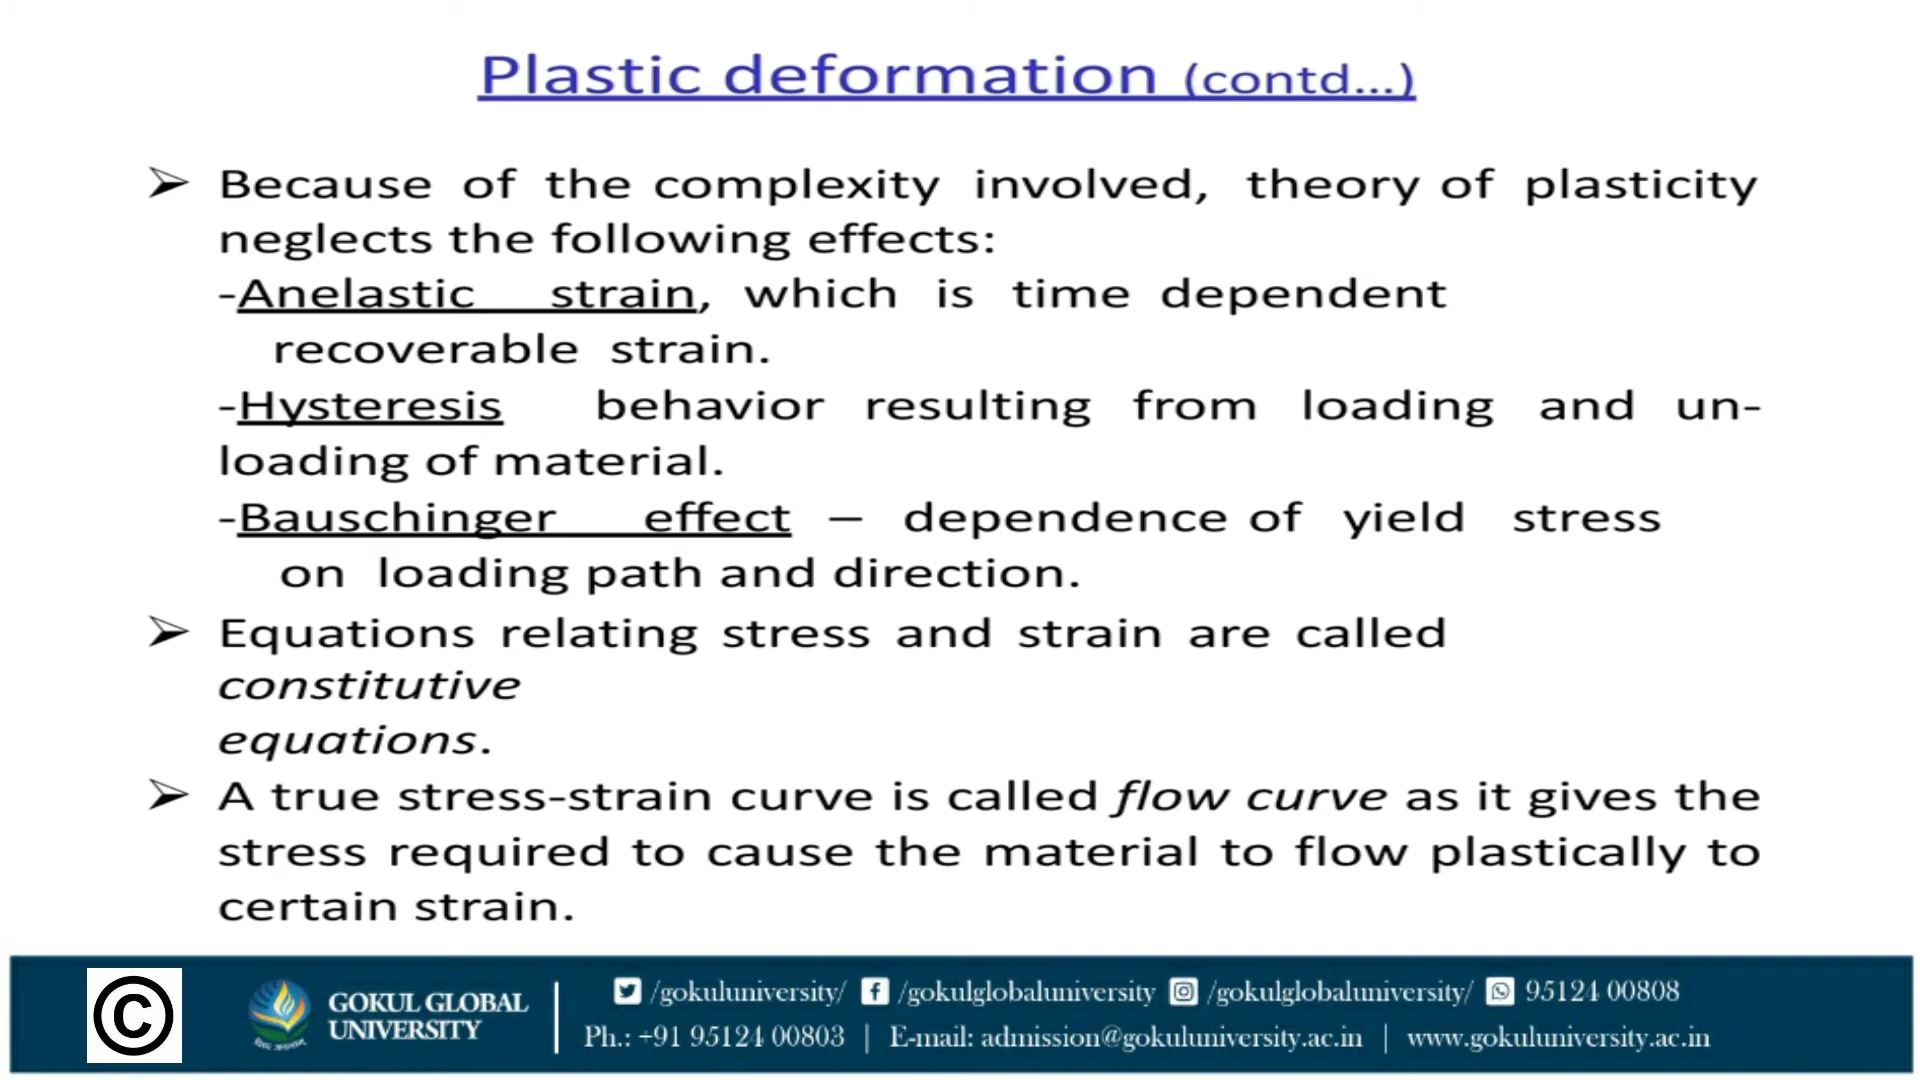 Plastic deformation (contd...)
➢ Because of the complexity involved, theory of plasticity
neglects the following effects:
-Anelastic strain, which is time dependent
recoverable strain.
-Hysteresis behavior resulting from loading and un-
loading of material.
-Bauschinger effect – dependence of yield stress
on loading path and direction.
➢ Equations relating stress and strain are called
constitutive
equations.
➢ A true stress-strain curve is called flow curve as it gives the
stress required to cause the material to flow plastically to
certain strain.
©
GOKUL GLOBAL
UNIVERSITY
/gokuluniversity/ /gokulglobaluniversity /gokulglobaluniversity/ 95124 00808
Ph.: +91 95124 00803 | E-mail: admission@gokuluniversity.ac.in | www.gokuluniversity.ac.in